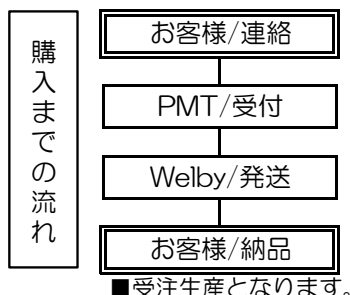 購入までの流れ
お客様/連絡
PMT/受付
Welby/発送
お客様/納品
■受注生産となります。